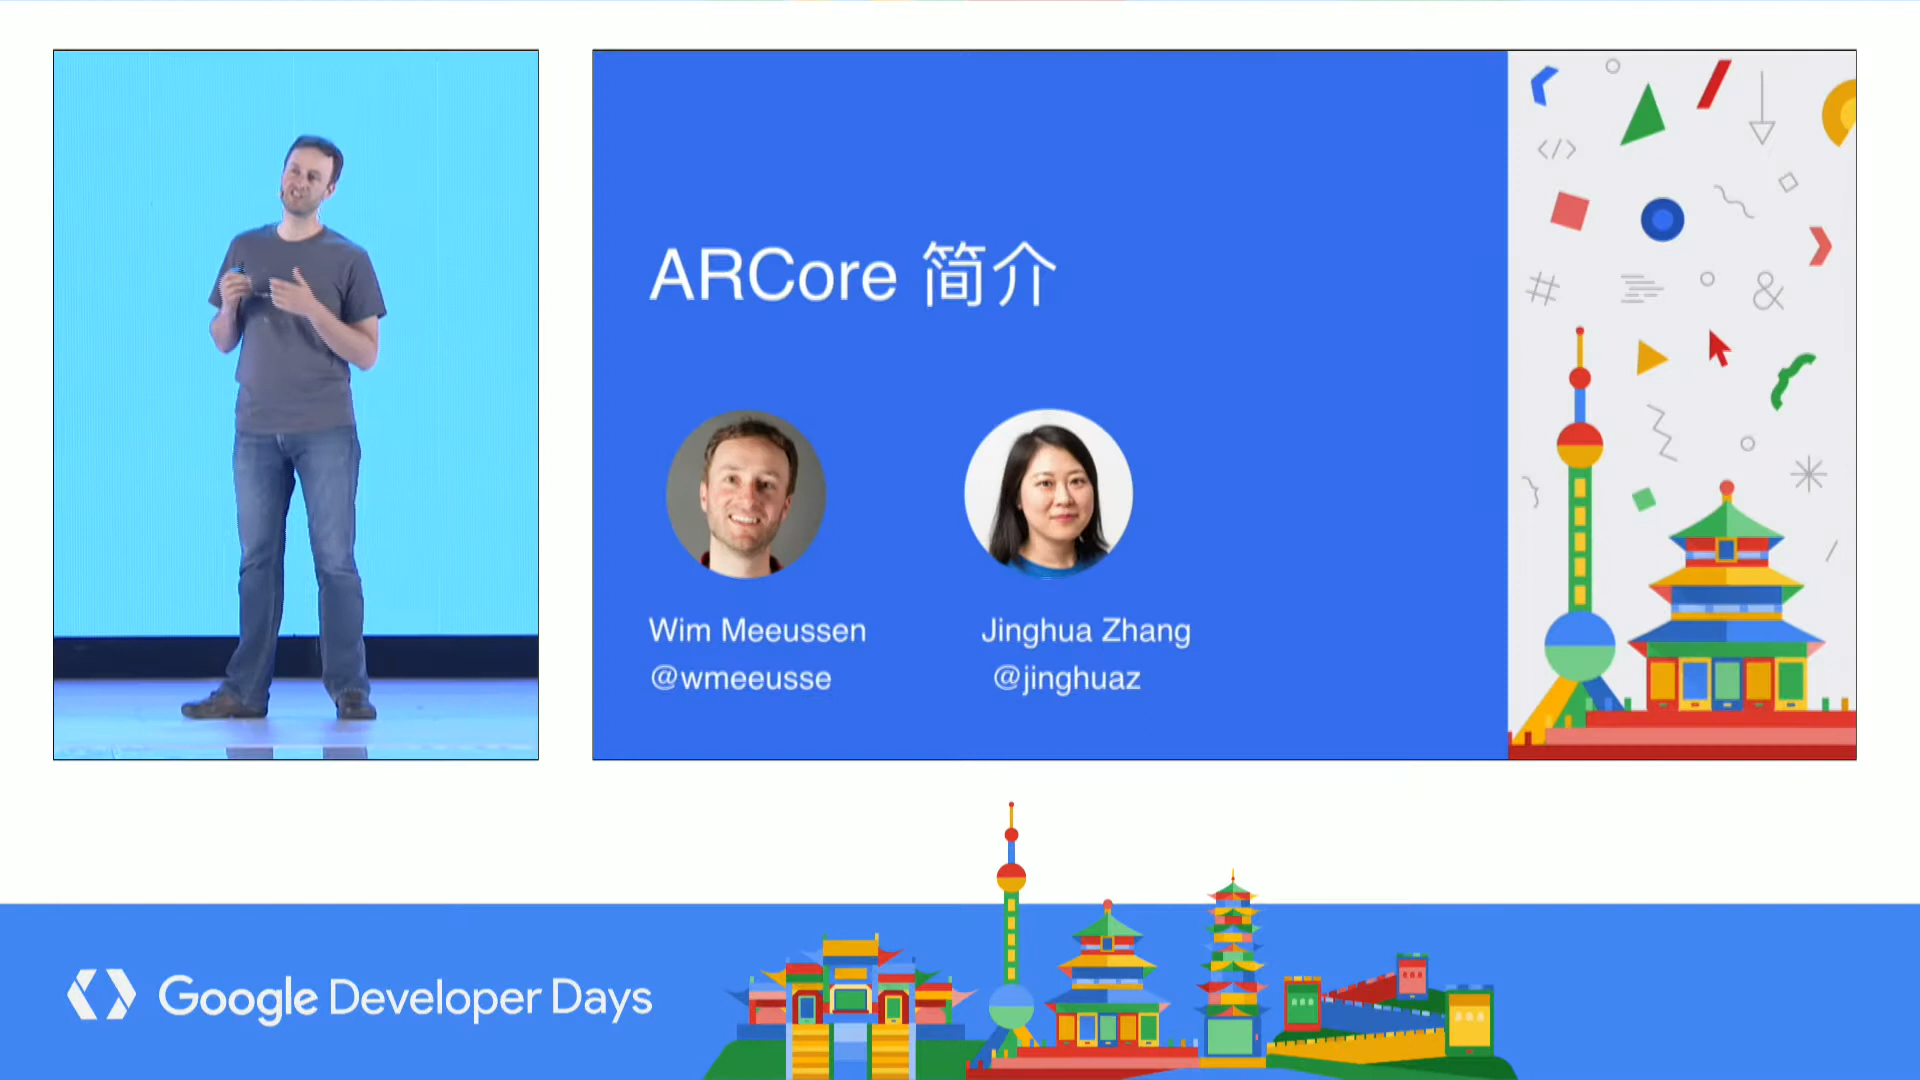 ARCore 简介
Wim Meeussen
@wmeeusse
Jinghua Zhang
@jinghuaz
Google Developer Days